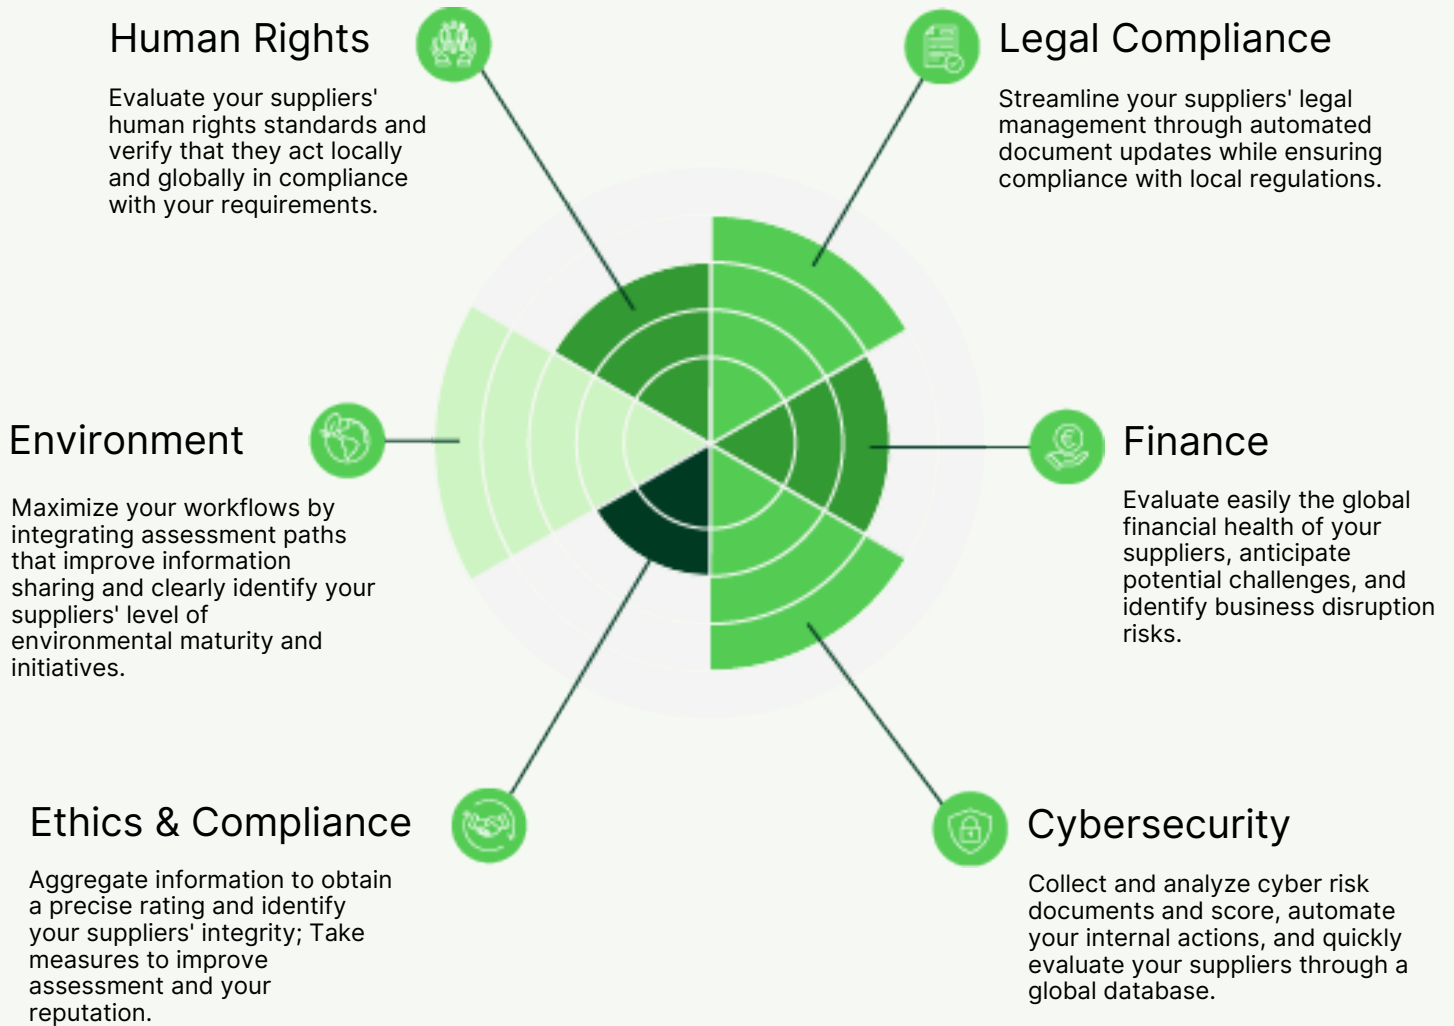 Human Rights
Evaluate your suppliers'
human rights standards and
verify that they act locally
and globally in compliance
with your requirements.
Legal Compliance
Streamline your suppliers' legal
management through automated
document updates while ensuring
compliance with local regulations.
Environment
Maximize your workflows by
integrating assessment paths
that improve information
sharing and clearly identify your
suppliers' level of
environmental maturity and
initiatives.
Finance
Evaluate easily the global
financial health of your
suppliers, anticipate
potential challenges, and
identify business disruption
risks.
Ethics & Compliance
Aggregate information to obtain
a precise rating and identify
your suppliers' integrity; Take
measures to improve
assessment and your
reputation.
Cybersecurity
Collect and analyze cyber risk
documents and score, automate
your internal actions, and quickly
evaluate your suppliers through a
global database.